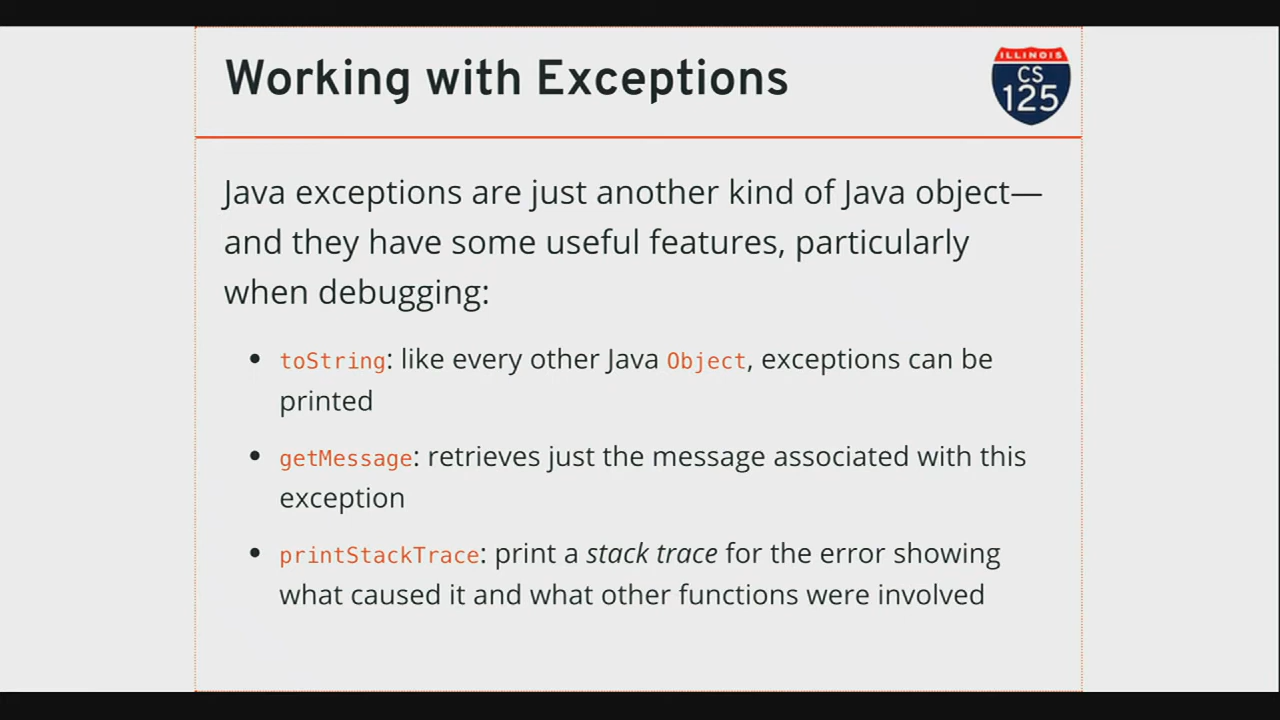 Working with Exceptions
ILLINOIS
CS
125
Java exceptions are just another kind of Java object—
and they have some useful features, particularly
when debugging:
• toString: like every other Java Object, exceptions can be
printed
• getMessage: retrieves just the message associated with this
exception
• printStackTrace: print a stack trace for the error showing
what caused it and what other functions were involved